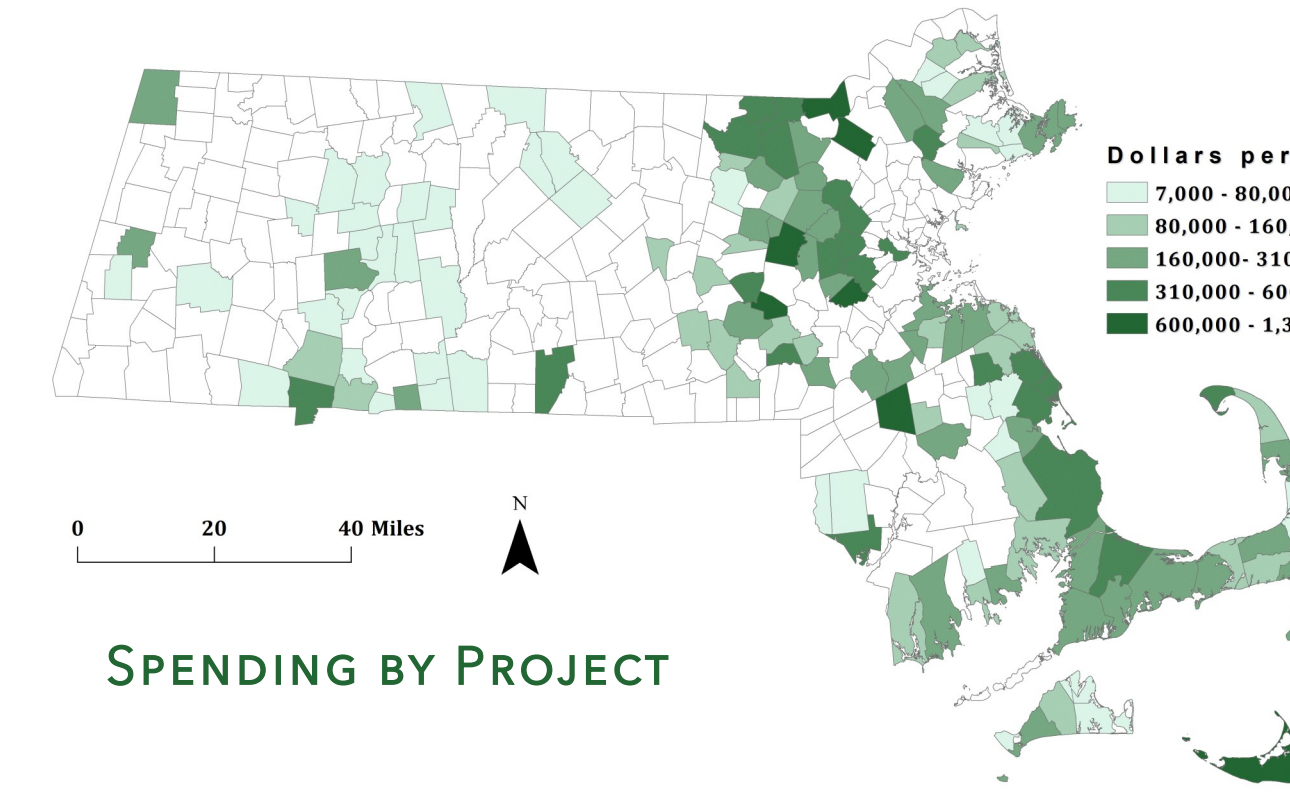 Dollars per
7,000 - 80,00
80,000 - 160,
160,000- 310
310,000 - 60
600,000 - 1,3
0 20 40 Miles
N
Spending by Project